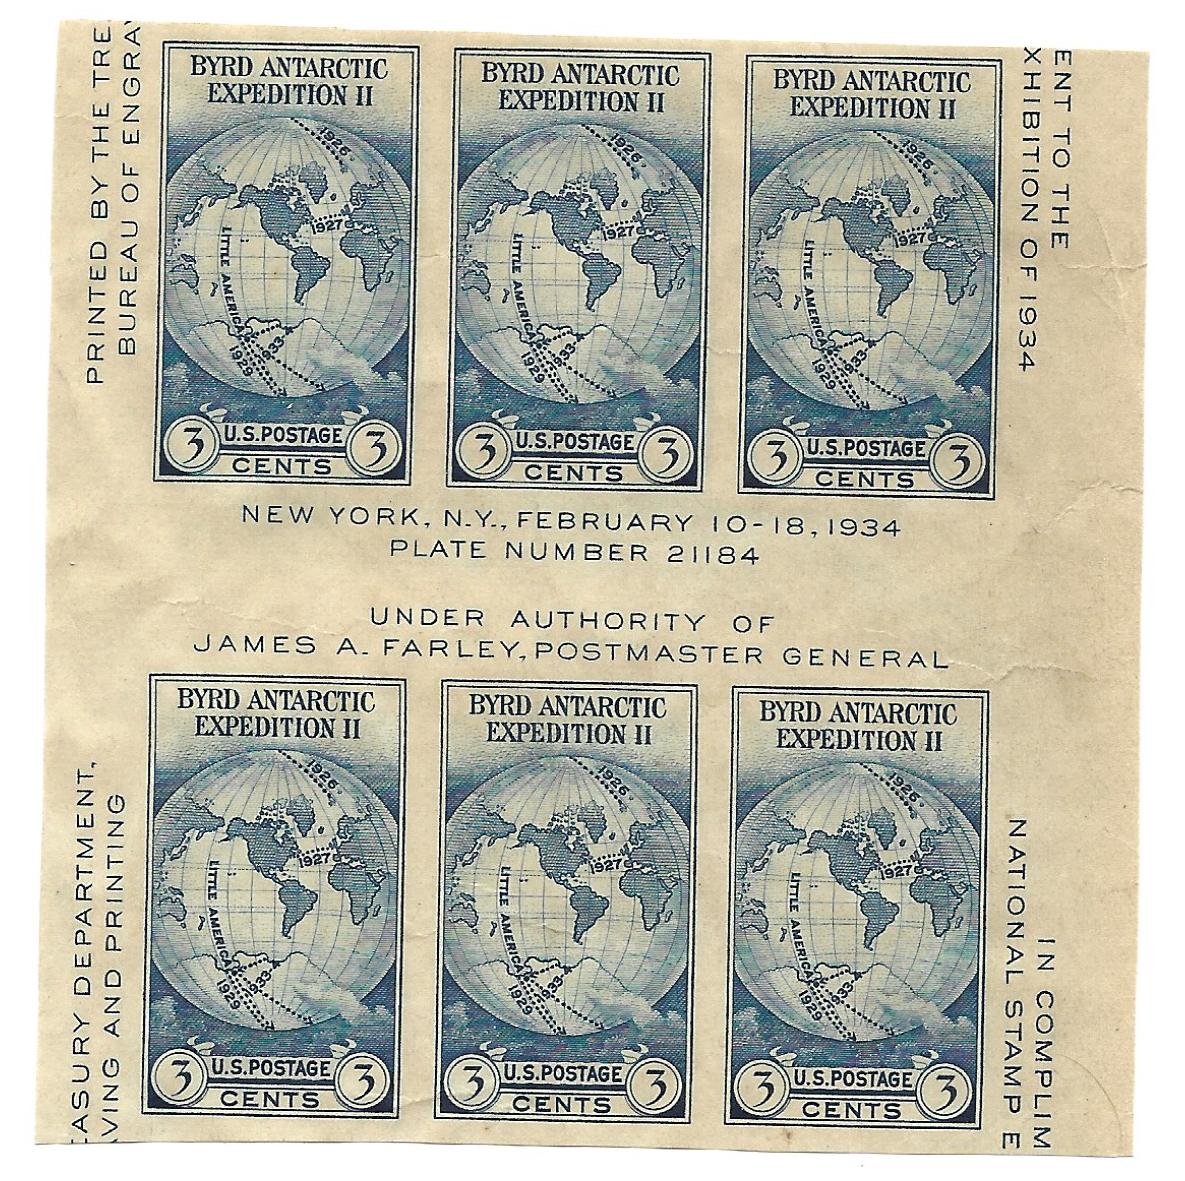 PRINTED BY THE TRE
BUREAU OF ENGRAV
BYRD ANTARCTIC
EXPEDITION II
1926
1927
LITTLE AMERICA
1929
1933
3 U.S. POSTAGE 3
CENTS
BYRD ANTARCTIC
EXPEDITION II
1926
1927
LITTLE AMERICA
1929
1933
3 U.S. POSTAGE 3
CENTS
BYRD ANTARCTIC
EXPEDITION II
1926
1927
LITTLE AMERICA
1929
1933
3 U.S. POSTAGE 3
CENTS
ENT TO THE
XHIBITION OF 1934
NEW YORK, N.Y., FEBRUARY 10-18, 1934
PLATE NUMBER 21184
UNDER AUTHORITY OF
JAMES A. FARLEY, POSTMASTER GENERAL
EASURY DEPARTMENT,
AVING AND PRINTING
BYRD ANTARCTIC
EXPEDITION II
1926
1927
LITTLE AMERICA
1929
1933
3 U.S. POSTAGE 3
CENTS
BYRD ANTARCTIC
EXPEDITION II
1926
1927
LITTLE AMERICA
1929
1933
3 U.S. POSTAGE 3
CENTS
BYRD ANTARCTIC
EXPEDITION II
1926
1927
LITTLE AMERICA
1929
1933
3 U.S. POSTAGE 3
CENTS
IN COMPLIM
NATIONAL STAMP E